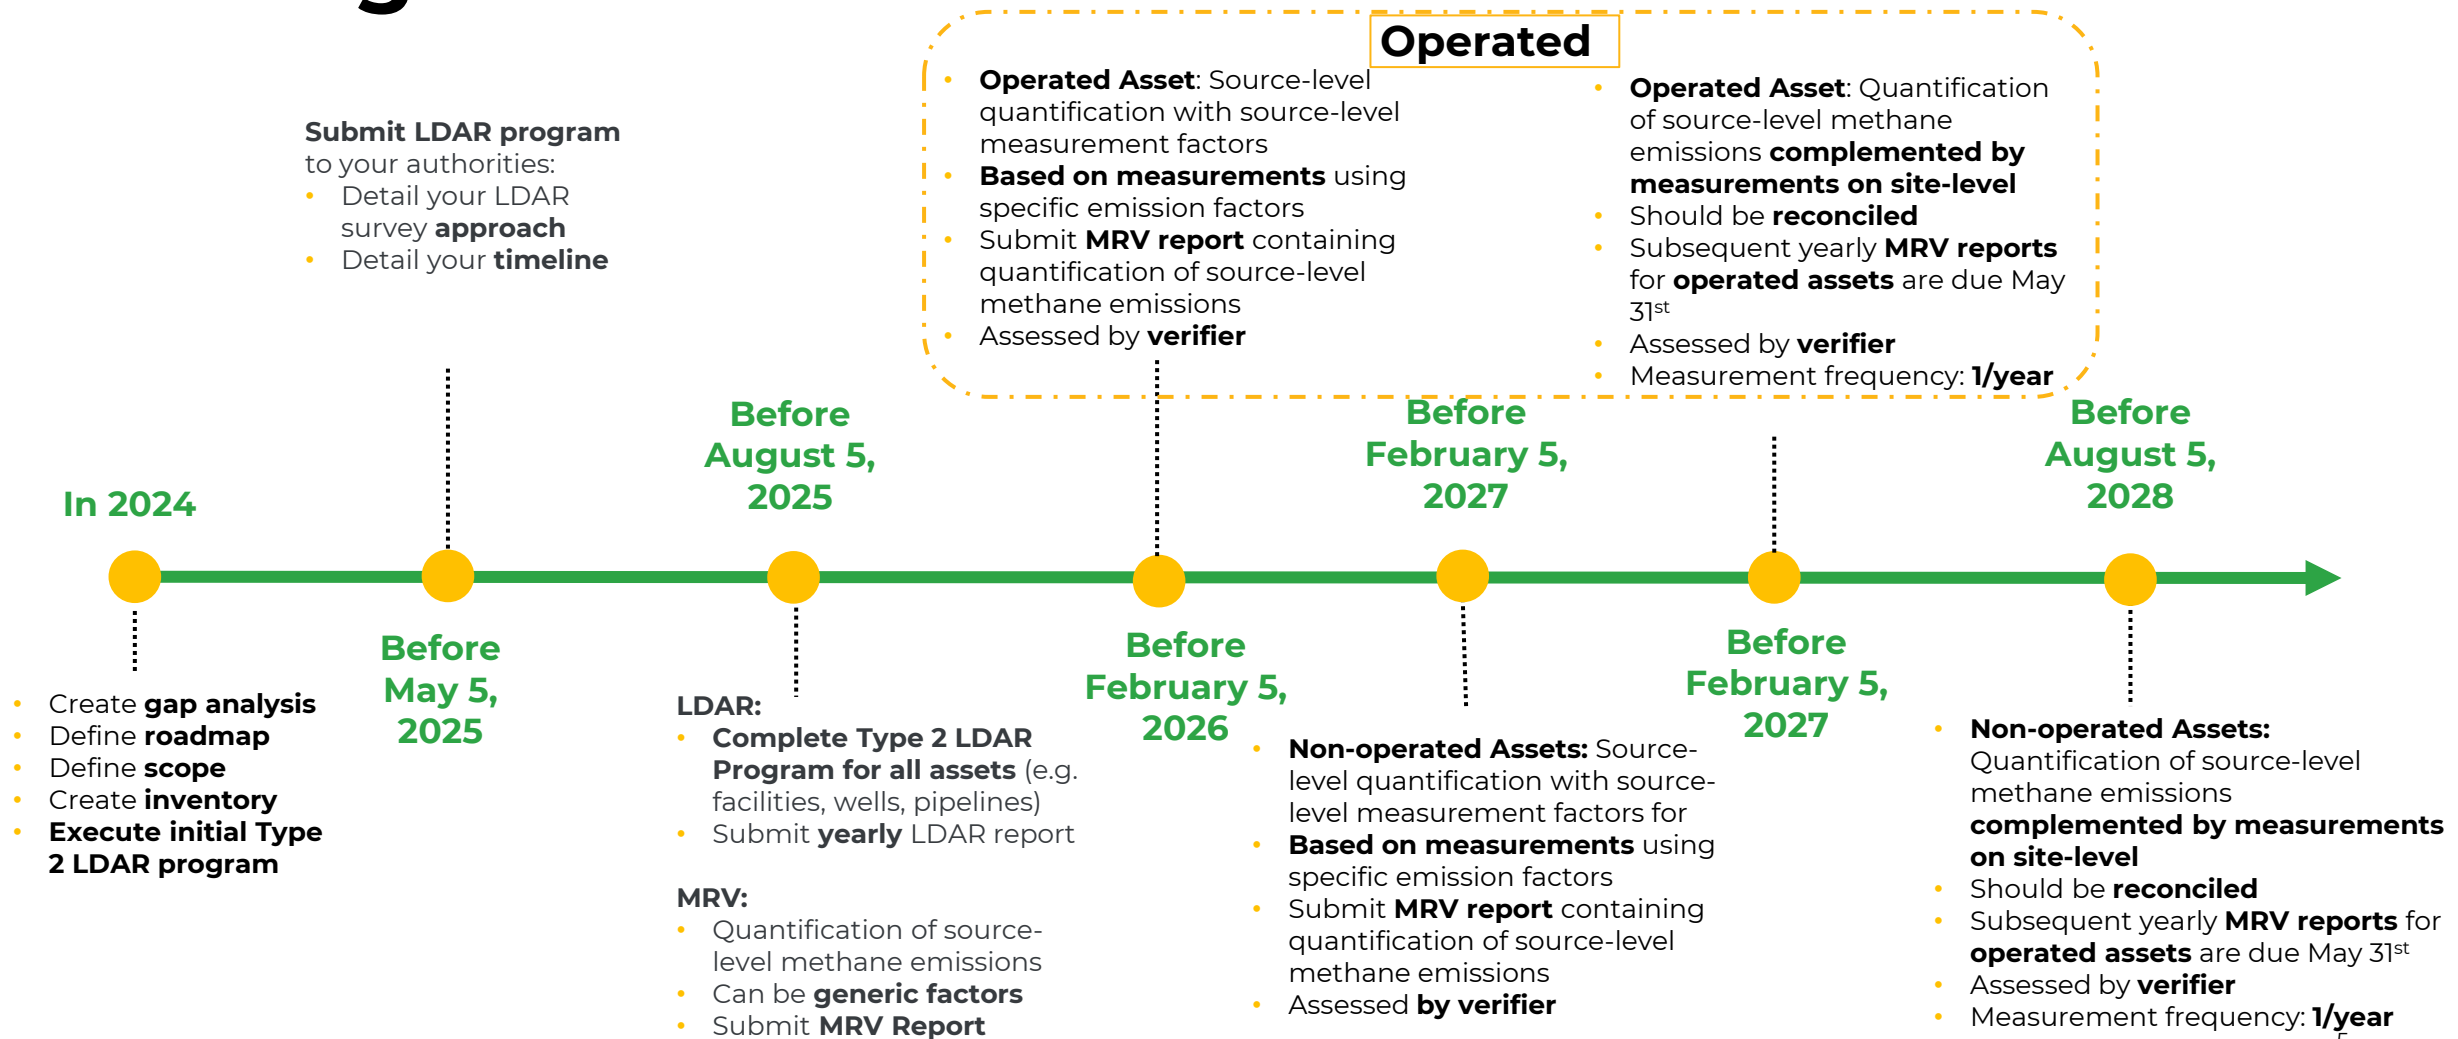 Operated
Submit LDAR program
to your authorities:
• Detail your LDAR
survey approach
• Detail your timeline
• Operated Asset: Source-level
quantification with source-level
measurement factors
• Based on measurements using
specific emission factors
• Submit MRV report containing
quantification of source-level
methane emissions
• Assessed by verifier
• Operated Asset: Quantification
of source-level methane
emissions complemented by
measurements on site-level
• Should be reconciled
• Subsequent yearly MRV reports
for operated assets are due May
31st
• Assessed by verifier
• Measurement frequency: 1/year
In 2024
Before
August 5,
2025
Before
February 5,
2027
Before
August 5,
2028
Before
May 5,
2025
Before
February 5,
2026
Before
February 5,
2027
• Create gap analysis
• Define roadmap
• Define scope
• Create inventory
• Execute initial Type
2 LDAR program
LDAR:
• Complete Type 2 LDAR
Program for all assets (e.g.
facilities, wells, pipelines)
• Submit yearly LDAR report
MRV:
• Quantification of source-
level methane emissions
• Can be generic factors
• Submit MRV Report
• Non-operated Assets: Source-
level quantification with source-
level measurement factors for
• Based on measurements using
specific emission factors
• Submit MRV report containing
quantification of source-level
methane emissions
• Assessed by verifier
• Non-operated Assets:
Quantification of source-level
methane emissions
complemented by measurements
on site-level
• Should be reconciled
• Subsequent yearly MRV reports for
operated assets are due May 31st
• Assessed by verifier
• Measurement frequency: 1/year